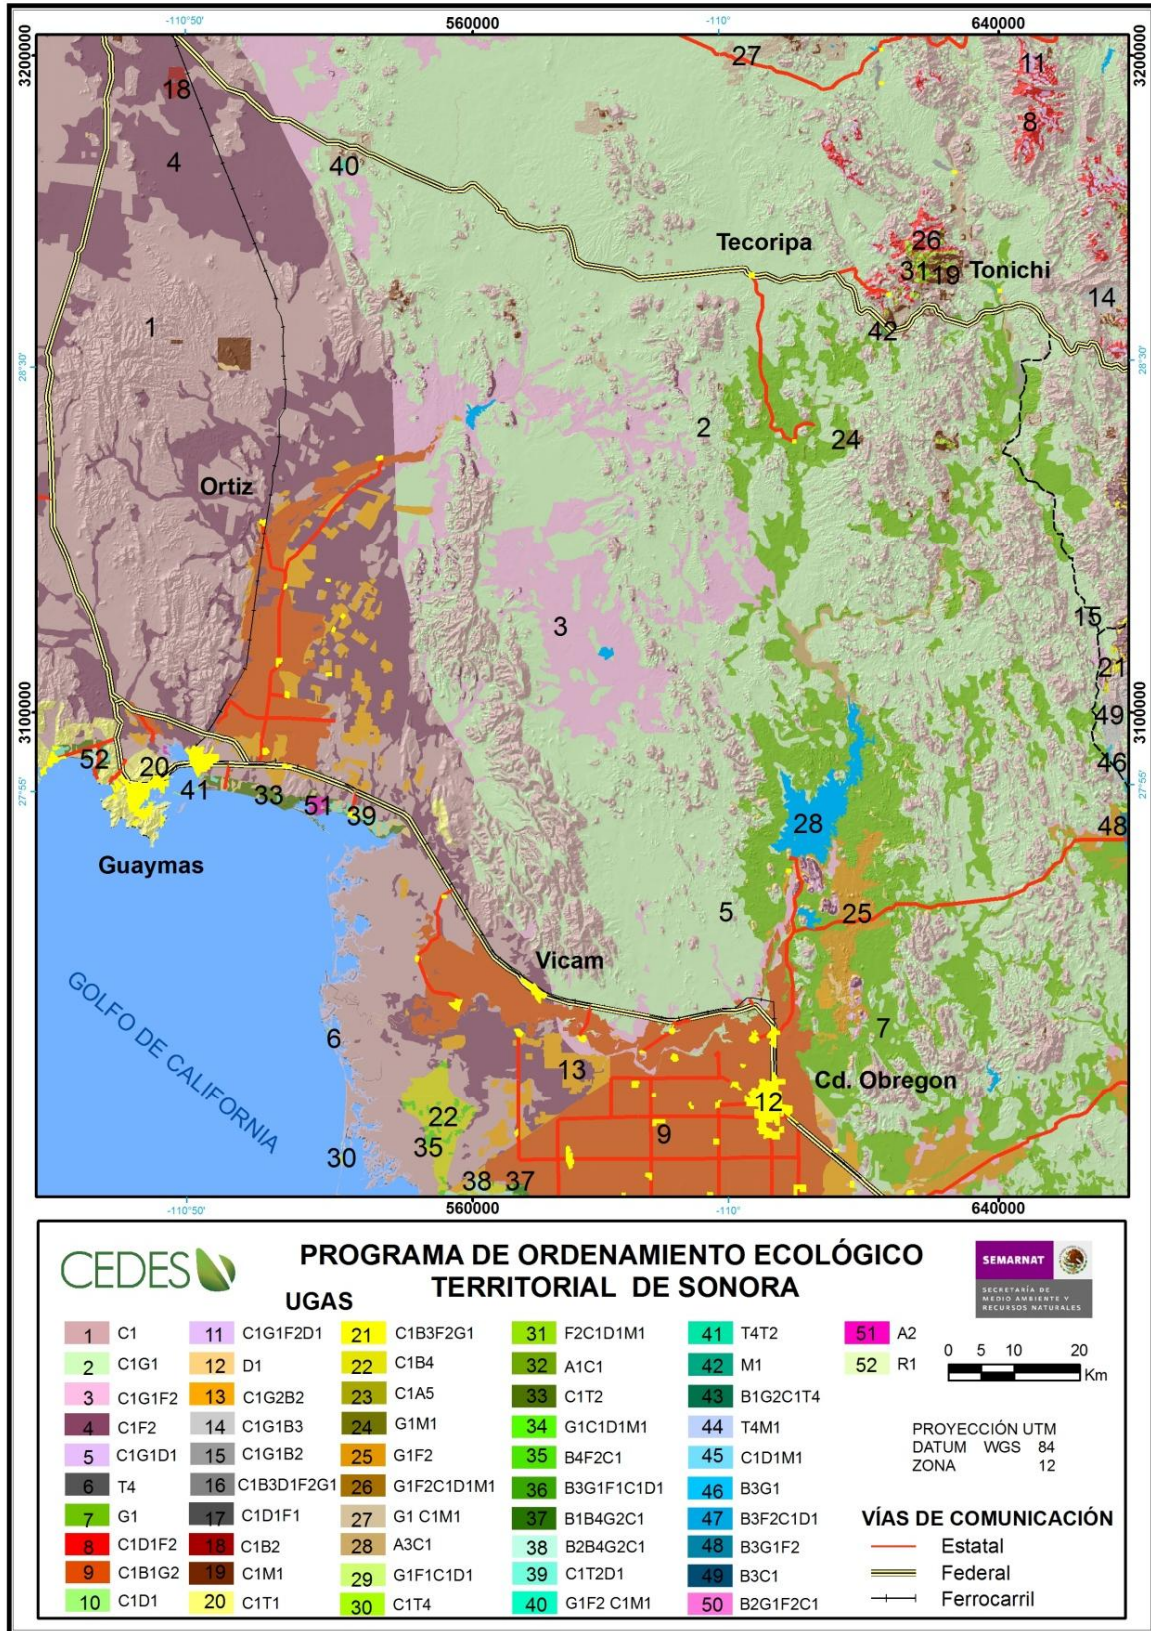 -110°50'
560000
-110°
640000
3200000
3200000
27
11
18
8
4
40
Tecoripa
26
31
19
Tonichi
14
1
42
28°30'
28°30'
2
24
Ortiz
3
15
21
3100000
3100000
49
52
20
46
41
33
51
39
27°55'
27°55'
48
28
Guaymas
5
25
Vicam
GOLFO DE CALIFORNIA
6
7
13
Cd. Obregon
22
12
35
9
30
38
37
-110°50'
560000
-110°
640000
CEDES
PROGRAMA DE ORDENAMIENTO ECOLÓGICO
TERRITORIAL DE SONORA
SEMARNAT
SECRETARÍA DE
MEDIO AMBIENTE Y
RECURSOS NATURALES
UGAS
1 C1
2 C1G1
3 C1G1F2
4 C1F2
5 C1G1D1
6 T4
7 G1
8 C1D1F2
9 C1B1G2
10 C1D1
11 C1G1F2D1
12 D1
13 C1G2B2
14 C1G1B3
15 C1G1B2
16 C1B3D1F2G1
17 C1D1F1
18 C1B2
19 C1M1
20 C1T1
21 C1B3F2G1
22 C1B4
23 C1A5
24 G1M1
25 G1F2
26 G1F2C1D1M1
27 G1 C1M1
28 A3C1
29 G1F1C1D1
30 C1T4
31 F2C1D1M1
32 A1C1
33 C1T2
34 G1C1D1M1
35 B4F2C1
36 B3G1F1C1D1
37 B1B4G2C1
38 B2B4G2C1
39 C1T2D1
40 G1F2 C1M1
41 T4T2
42 M1
43 B1G2C1T4
44 T4M1
45 C1D1M1
46 B3G1
47 B3F2C1D1
48 B3G1F2
49 B3C1
50 B2G1F2C1
51 A2
52 R1
0 5 10 20
Km
PROYECCIÓN UTM
DATUM WGS 84
ZONA 12
VÍAS DE COMUNICACIÓN
Estatal
Federal
Ferrocarril